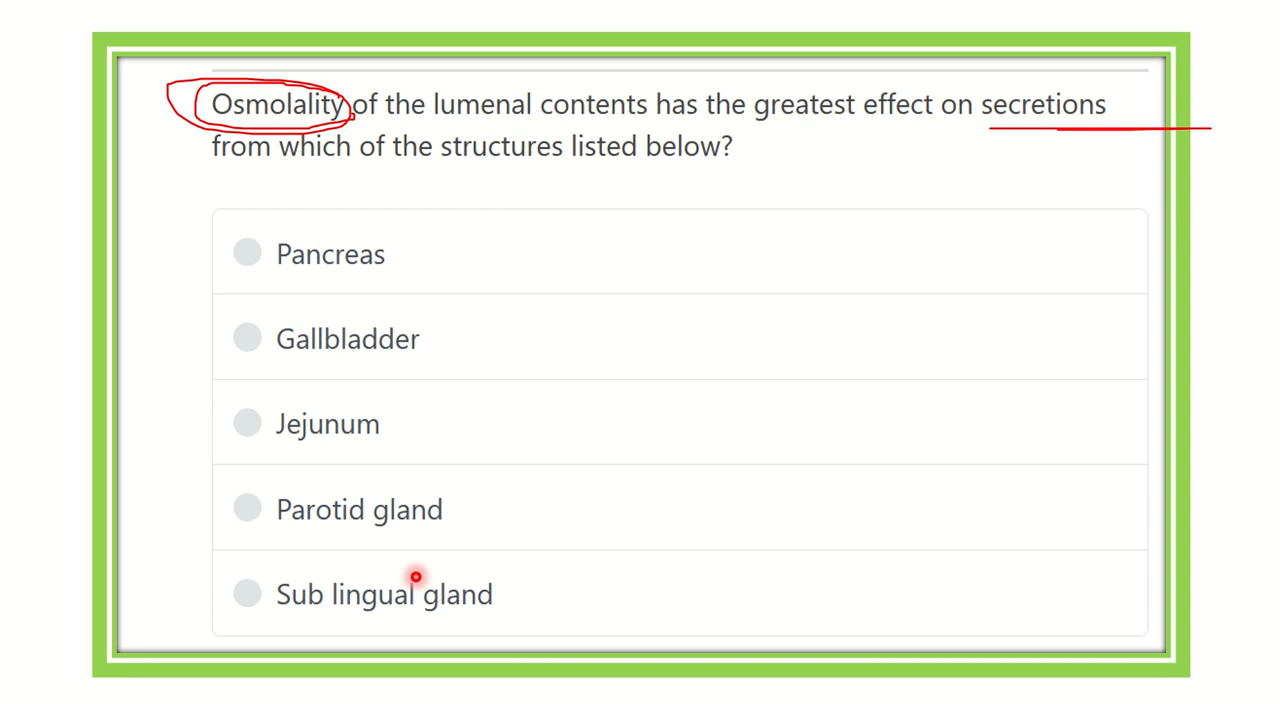 Osmolality of the lumenal contents has the greatest effect on secretions
from which of the structures listed below?
Pancreas
Gallbladder
Jejunum
Parotid gland
Sub lingual gland